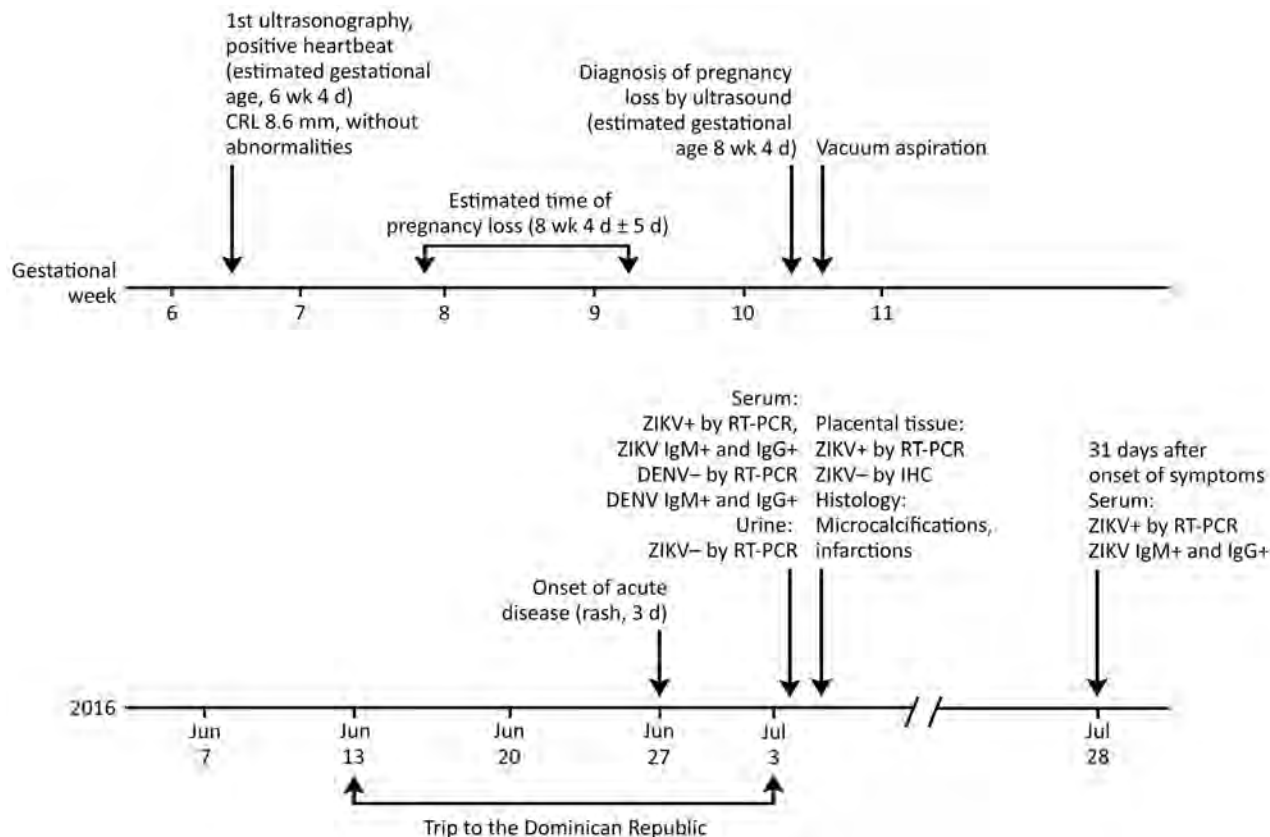 1st ultrasonography,
positive heartbeat
(estimated gestational
age, 6 wk 4 d)
CRL 8.6 mm, without
abnormalities
Estimated time of
pregnancy loss (8 wk 4 d ± 5 d)
Diagnosis of pregnancy
loss by ultrasound
(estimated gestational
age 8 wk 4 d)
Vacuum aspiration
Gestational
week
6
7
8
9
10
11
Onset of acute
disease (rash, 3 d)
Serum:
ZIKV+ by RT-PCR,
ZIKV IgM+ and IgG+
DENV– by RT-PCR
DENV IgM+ and IgG+
Urine:
ZIKV– by RT-PCR
Placental tissue:
ZIKV+ by RT-PCR
ZIKV– by IHC
Histology:
Microcalcifications,
infarctions
31 days after
onset of symptoms
Serum:
ZIKV+ by RT-PCR
ZIKV IgM+ and IgG+
2016
Jun
7
Jun
13
Jun
20
Jun
27
Jul
3
Jul
28
Trip to the Dominican Republic